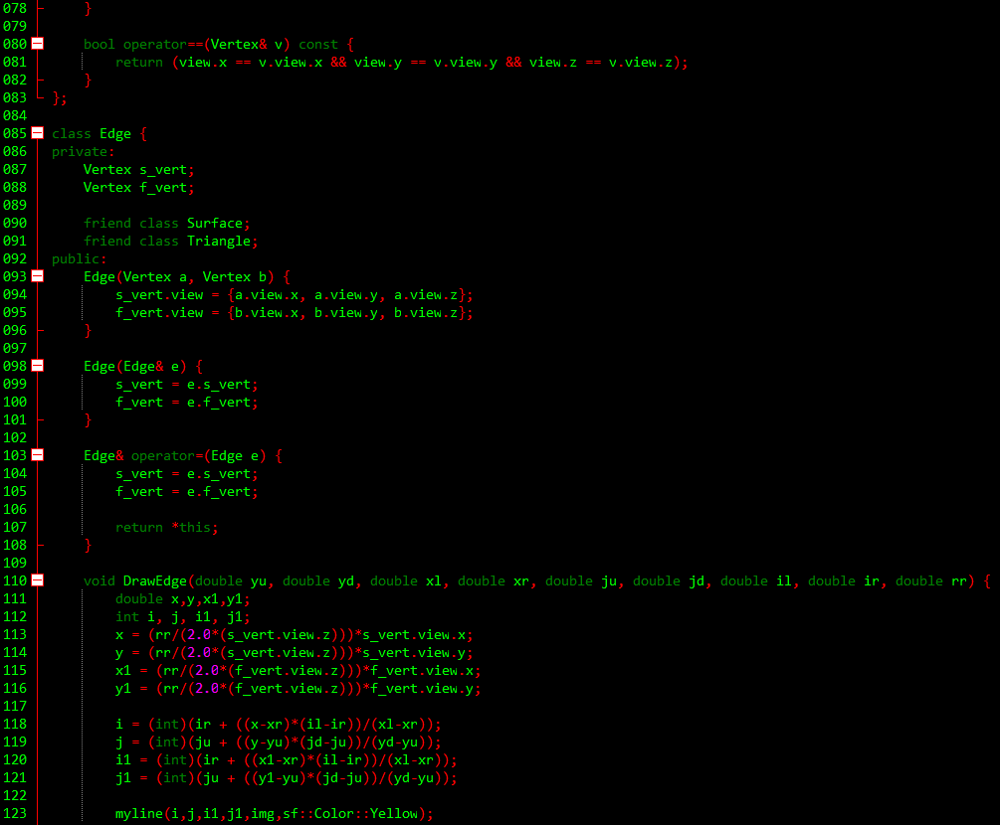 078     }
079
080     bool operator==(Vertex& v) const {
081         return (view.x == v.view.x && view.y == v.view.y && view.z == v.view.z);
082     }
083 };
084
085 class Edge {
086 private:
087     Vertex s_vert;
088     Vertex f_vert;
089
090     friend class Surface;
091     friend class Triangle;
092 public:
093     Edge(Vertex a, Vertex b) {
094         s_vert.view = {a.view.x, a.view.y, a.view.z};
095         f_vert.view = {b.view.x, b.view.y, b.view.z};
096     }
097
098     Edge(Edge& e) {
099         s_vert = e.s_vert;
100         f_vert = e.f_vert;
101     }
102
103     Edge& operator=(Edge e) {
104         s_vert = e.s_vert;
105         f_vert = e.f_vert;
106
107         return *this;
108     }
109
110     void DrawEdge(double yu, double yd, double xl, double xr, double ju, double jd, double il, double ir, double rr) {
111         double x,y,x1,y1;
112         int i, j, i1, j1;
113         x = (rr/(2.0*(s_vert.view.z)))*s_vert.view.x;
114         y = (rr/(2.0*(s_vert.view.z)))*s_vert.view.y;
115         x1 = (rr/(2.0*(f_vert.view.z)))*f_vert.view.x;
116         y1 = (rr/(2.0*(f_vert.view.z)))*f_vert.view.y;
117
118         i = (int)(ir + ((x-xr)*(il-ir))/(xl-xr));
119         j = (int)(ju + ((y-yu)*(jd-ju))/(yd-yu));
120         i1 = (int)(ir + ((x1-xr)*(il-ir))/(xl-xr));
121         j1 = (int)(ju + ((y1-yu)*(jd-ju))/(yd-yu));
122
123         myline(i,j,i1,j1,img,sf::Color::Yellow);